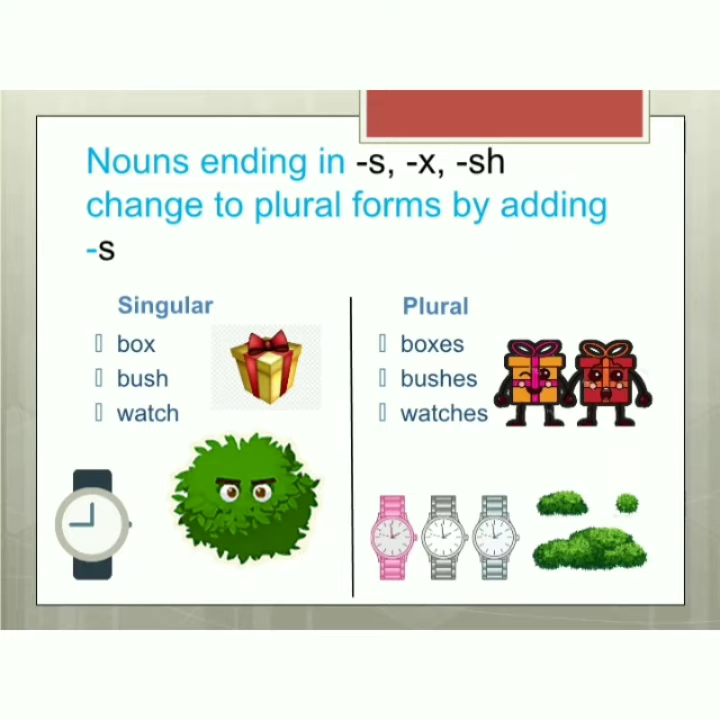 Nouns ending in -s, -x, -sh
change to plural forms by adding
-s
Singular
box
bush
watch
Plural
boxes
bushes
watches